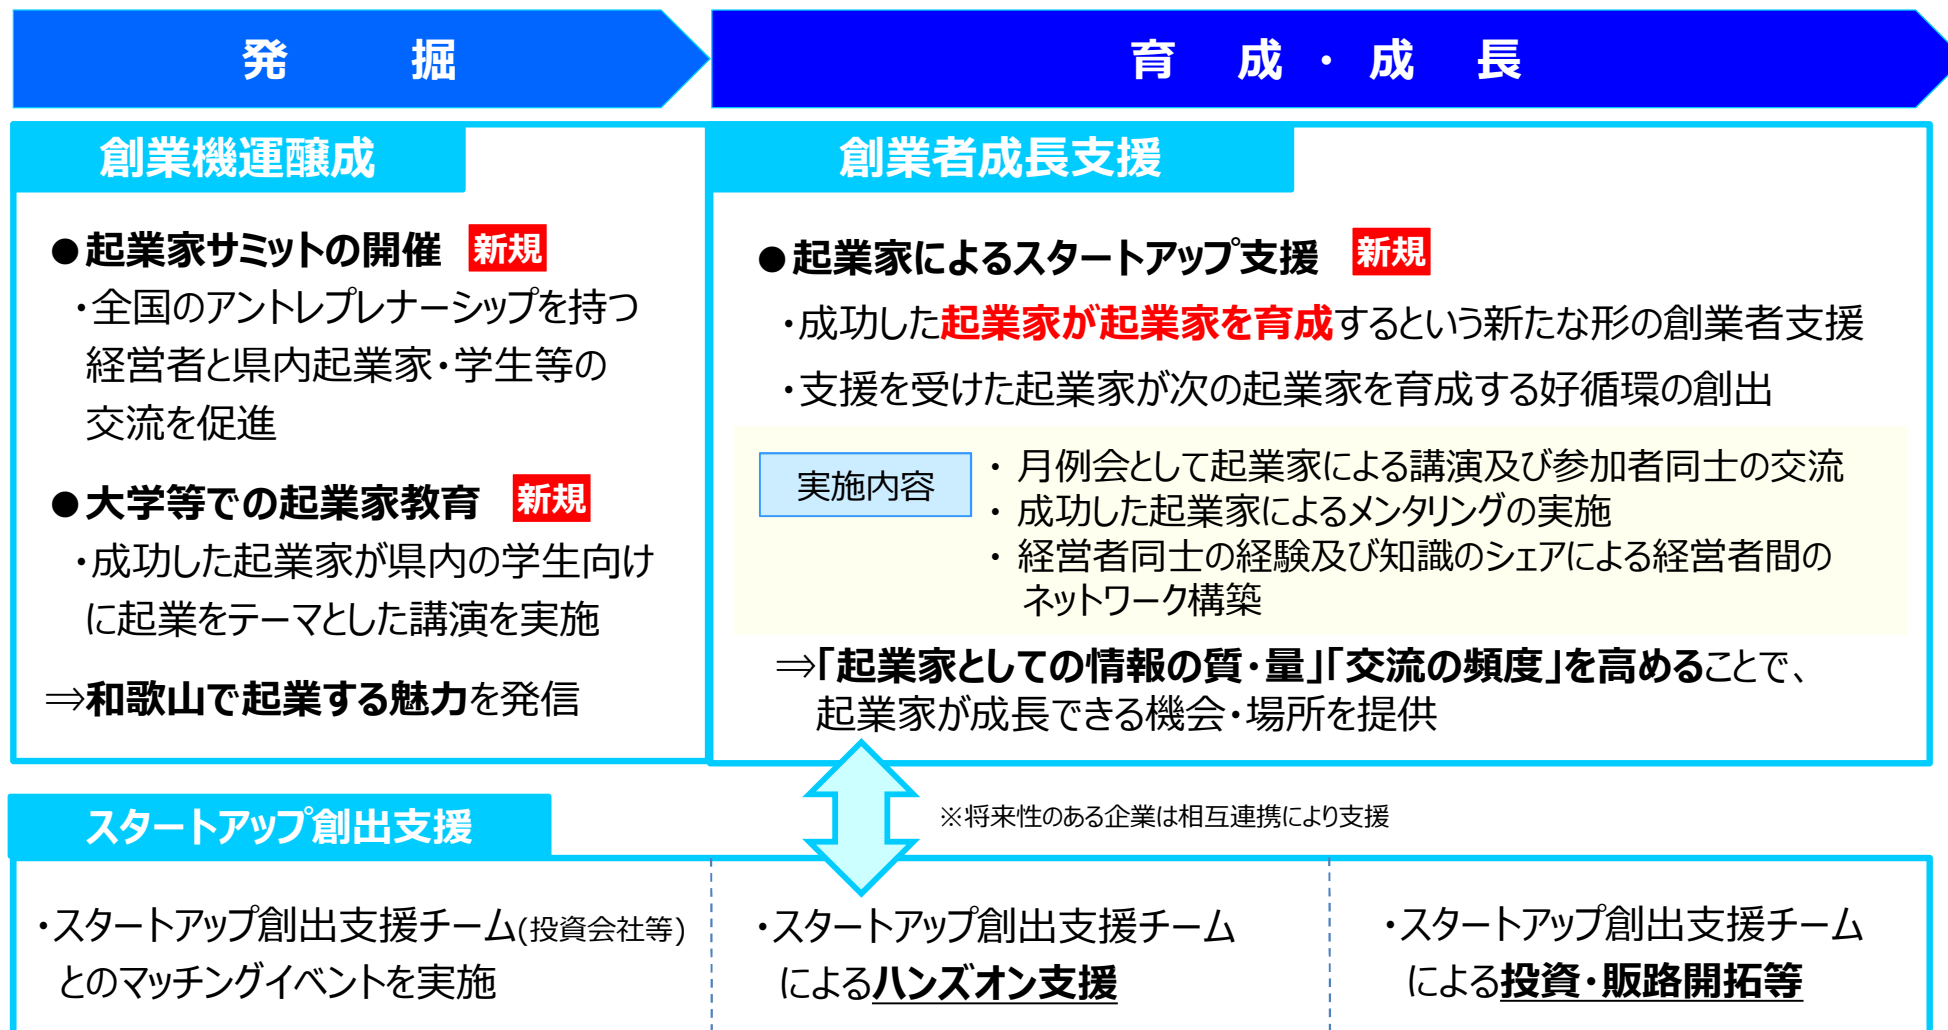 発 掘
育 成 ・ 成 長
創業機運醸成
●起業家サミットの開催 新規
・全国のアントレプレナーシップを持つ
経営者と県内起業家・学生等の
交流を促進
●大学等での起業家教育 新規
・成功した起業家が県内の学生向け
に起業をテーマとした講演を実施
⇒和歌山で起業する魅力を発信
創業者成長支援
●起業家によるスタートアップ支援 新規
・成功した起業家が起業家を育成するという新たな形の創業者支援
・支援を受けた起業家が次の起業家を育成する好循環の創出
実施内容
・ 月例会として起業家による講演及び参加者同士の交流
・ 成功した起業家によるメンタリングの実施
・ 経営者同士の経験及び知識のシェアによる経営者間の
ネットワーク構築
⇒「起業家としての情報の質・量」「交流の頻度」を高めることで、
起業家が成長できる機会・場所を提供
※将来性のある企業は相互連携により支援
スタートアップ創出支援
・スタートアップ創出支援チーム(投資会社等)
とのマッチングイベントを実施
・スタートアップ創出支援チーム
によるハンズオン支援
・スタートアップ創出支援チーム
による投資・販路開拓等